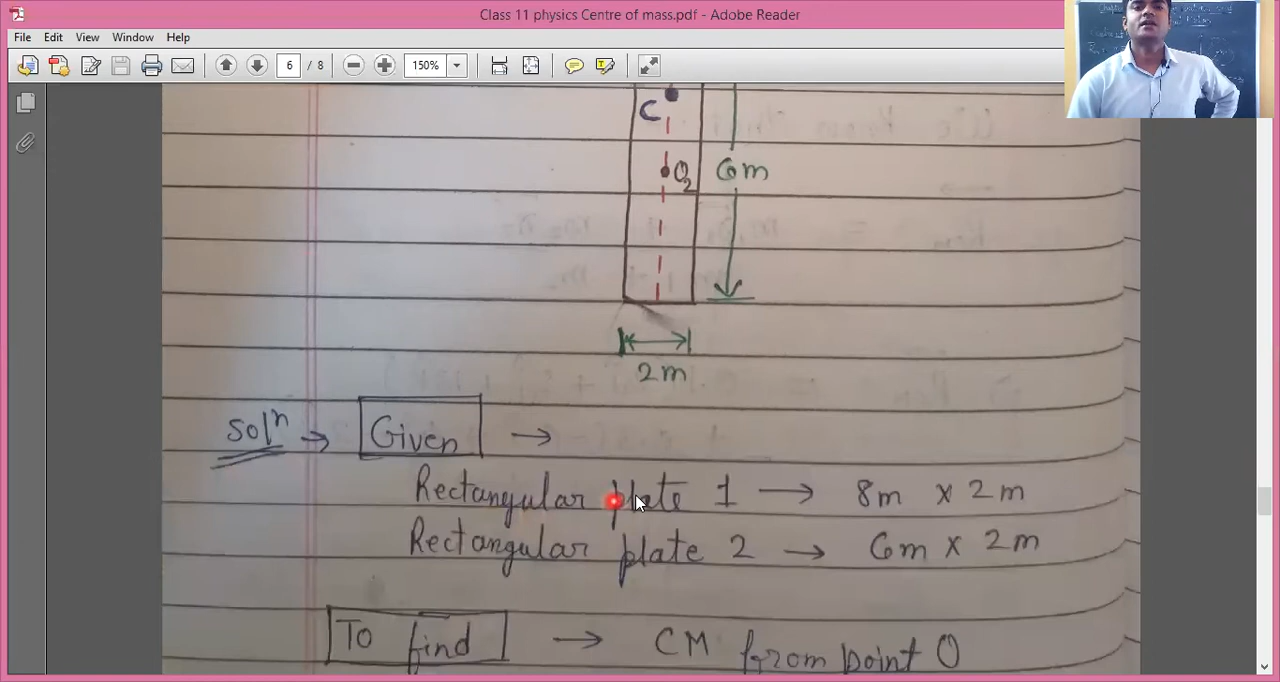 Class 11 physics Centre of mass.pdf - Adobe Reader
File Edit View Window Help
6 / 8 150%
C
O2 6m
2m
Solⁿ → Given →
Rectangular plate 1 → 8m x 2m
Rectangular plate 2 → 6m x 2m
To find → CM from point O